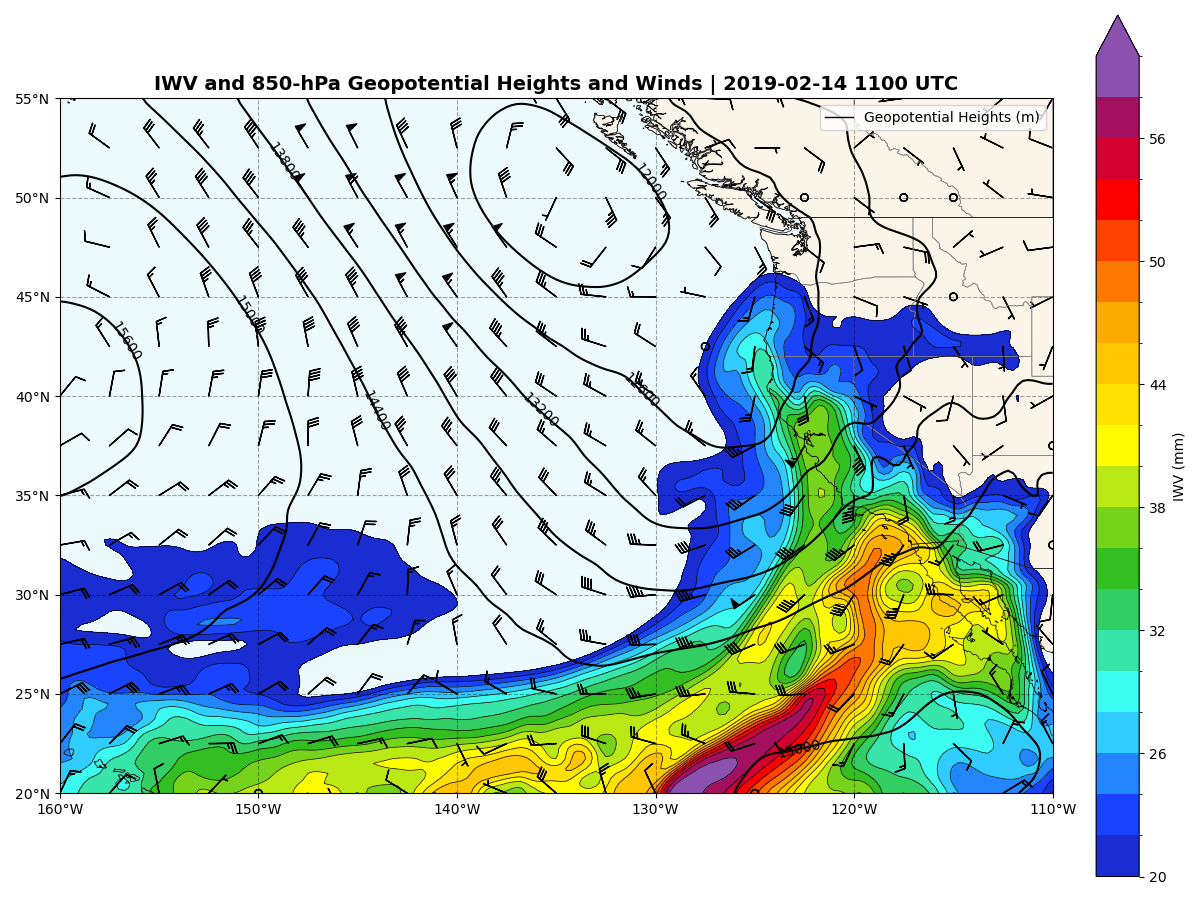 IWV and 850-hPa Geopotential Heights and Winds | 2019-02-14 1100 UTC
Geopotential Heights (m)
55°N
50°N
45°N
40°N
35°N
30°N
25°N
20°N
160°W
150°W
140°W
130°W
120°W
110°W
13800
12000
15000
15600
14400
13200
12600
15000
56
50
44
38
32
26
20
IWV (mm)